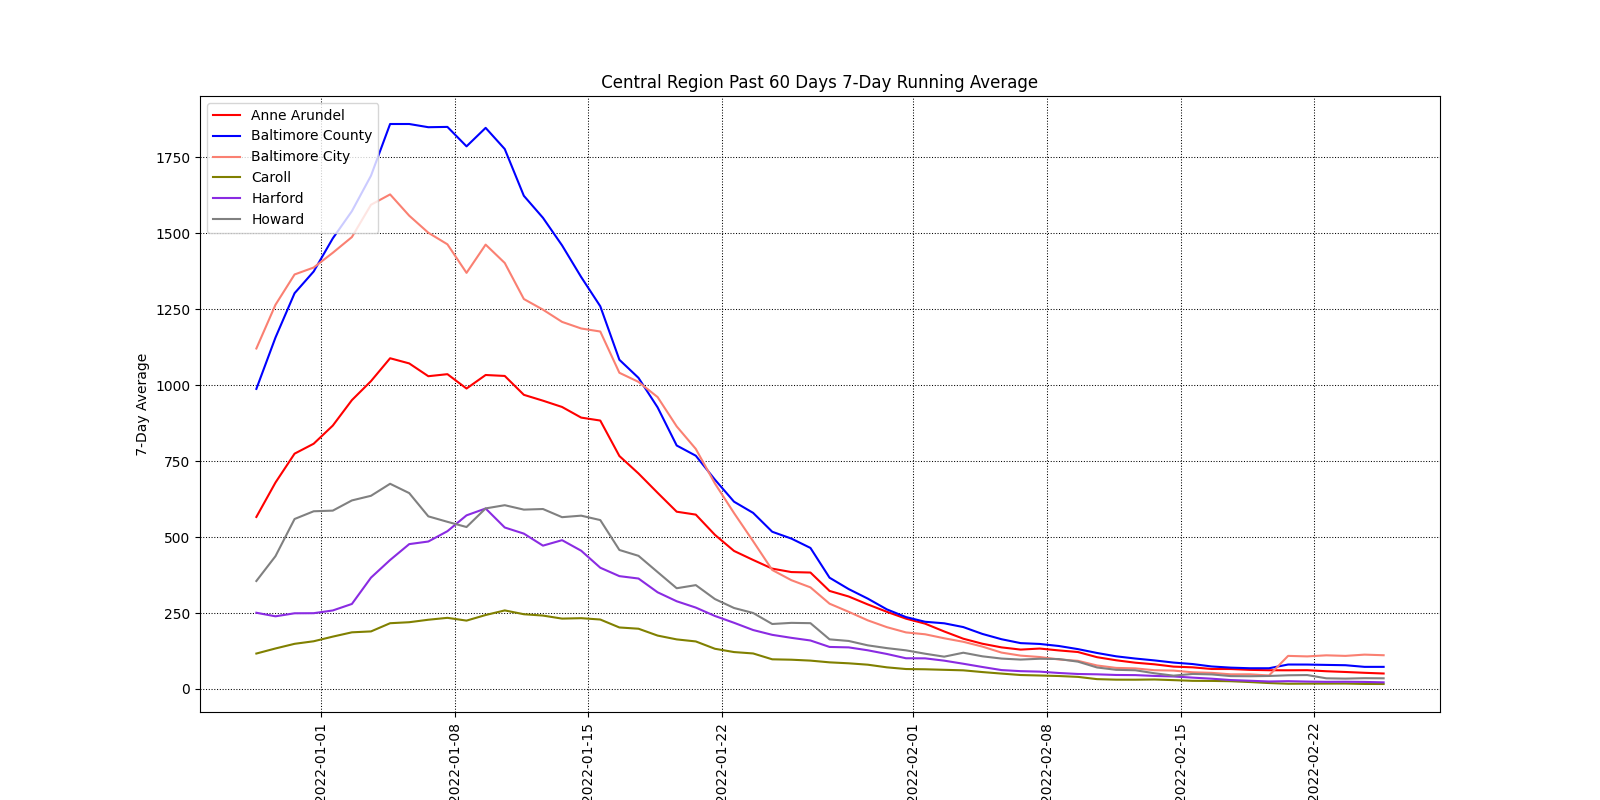 Central Region Past 60 Days 7-Day Running Average
Anne Arundel
Baltimore County
Baltimore City
Caroll
Harford
Howard
1750
1500
1250
1000
750
500
250
0
7-Day Average
2022-01-01
2022-01-08
2022-01-15
2022-01-22
2022-02-01
2022-02-08
2022-02-15
2022-02-22